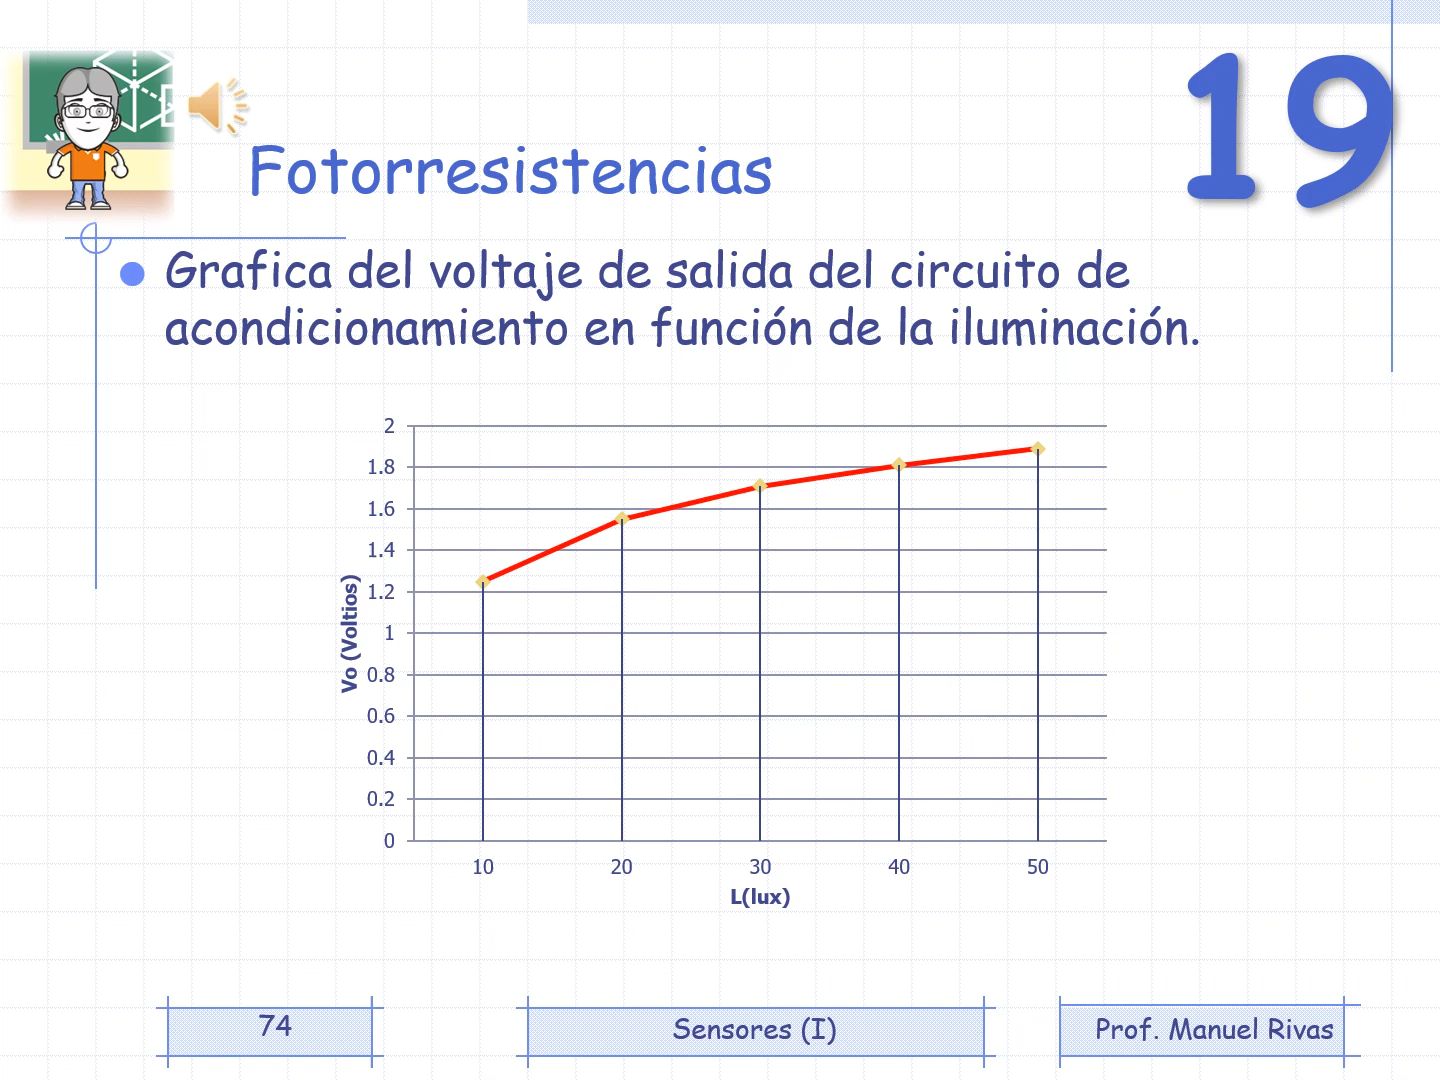 19
Fotorresistencias
Grafica del voltaje de salida del circuito de
acondicionamiento en función de la iluminación.
2
1.8
1.6
1.4
1.2
1
0.8
0.6
0.4
0.2
0
Vo (Voltios)
10 20 30 40 50
L(lux)
74 Sensores (I) Prof. Manuel Rivas